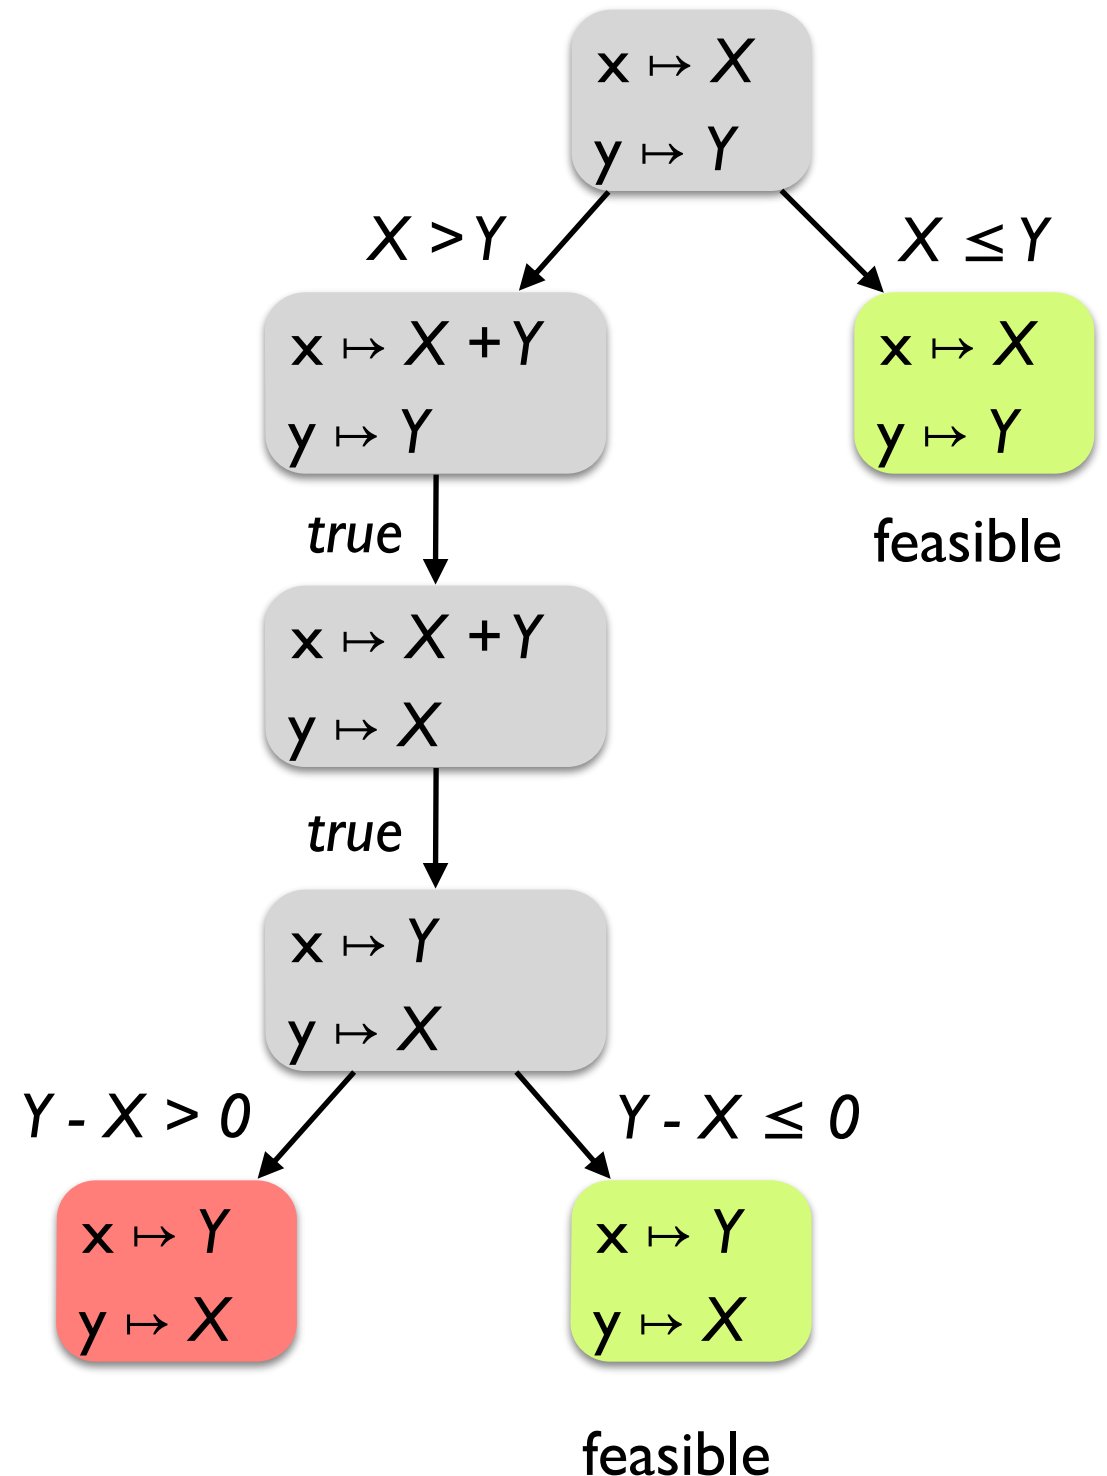 x ↦ X
y ↦ Y
X > Y
X ≤ Y
x ↦ X + Y
y ↦ Y
x ↦ X
y ↦ Y
true
feasible
x ↦ X + Y
y ↦ X
true
x ↦ Y
y ↦ X
Y - X > 0
Y - X ≤ 0
x ↦ Y
y ↦ X
x ↦ Y
y ↦ X
feasible